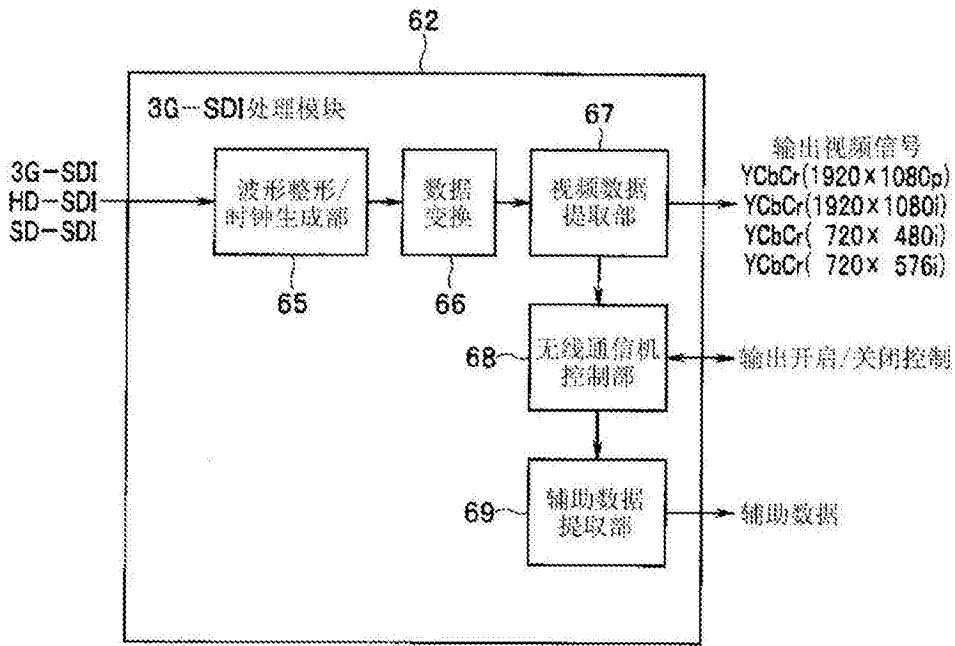 62
3G-SDI处理模块
67
3G-SDI
HD-SDI
SD-SDI
波形整形/
时钟生成部
数据
变换
视频数据
提取部
输出视频信号
YCbCr(1920×1080p)
YCbCr(1920×1080i)
YCbCr( 720× 480i)
YCbCr( 720× 576i)
65
66
68
无线通信机
控制部
输出开启/关闭控制
69
辅助数据
提取部
辅助数据